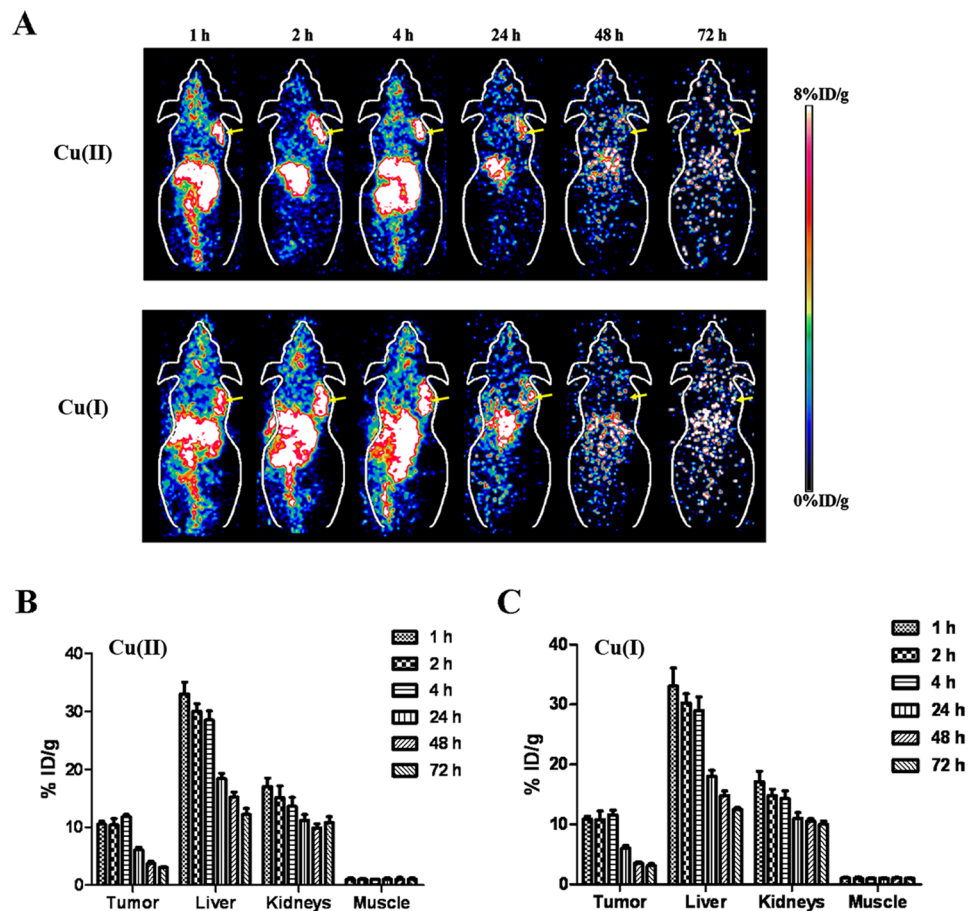 A
1 h 2 h 4 h 24 h 48 h 72 h
8%ID/g
Cu(II)
Cu(I)
0%ID/g
B
Cu(II)
1 h
2 h
4 h
24 h
48 h
72 h
% ID/g
40
30
20
10
0
Tumor Liver Kidneys Muscle
C
Cu(I)
1 h
2 h
4 h
24 h
48 h
72 h
% ID/g
40
30
20
10
0
Tumor Liver Kidneys Muscle